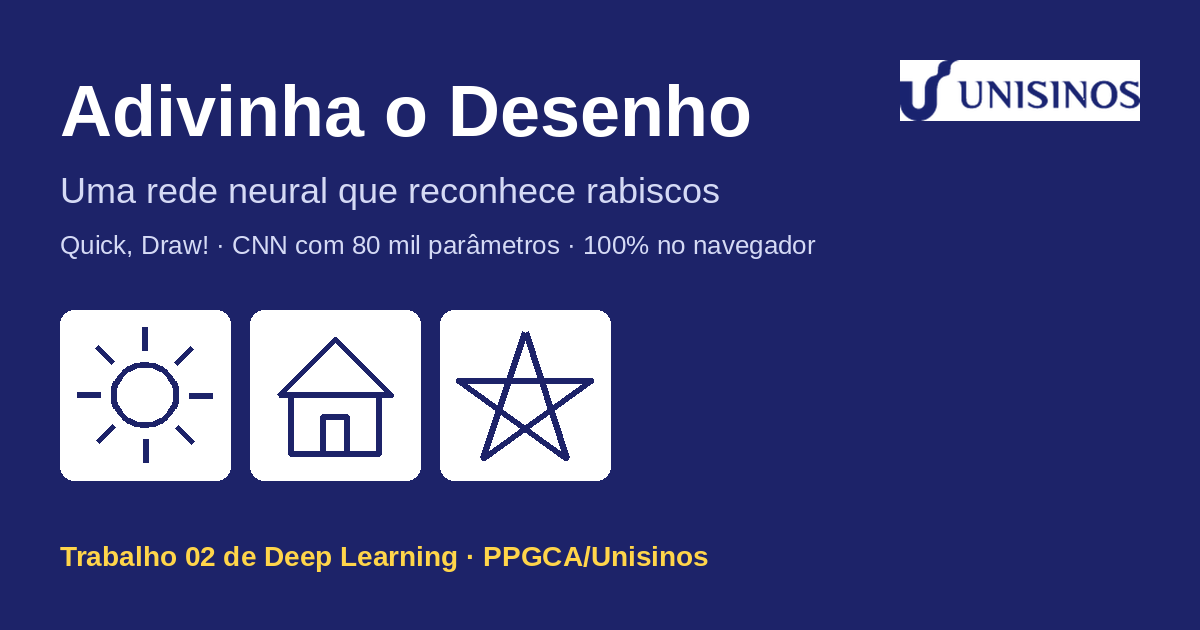 Adivinha o Desenho
UNISINOS
Uma rede neural que reconhece rabiscos
Quick, Draw! · CNN com 80 mil parâmetros · 100% no navegador
Trabalho 02 de Deep Learning · PPGCA/Unisinos